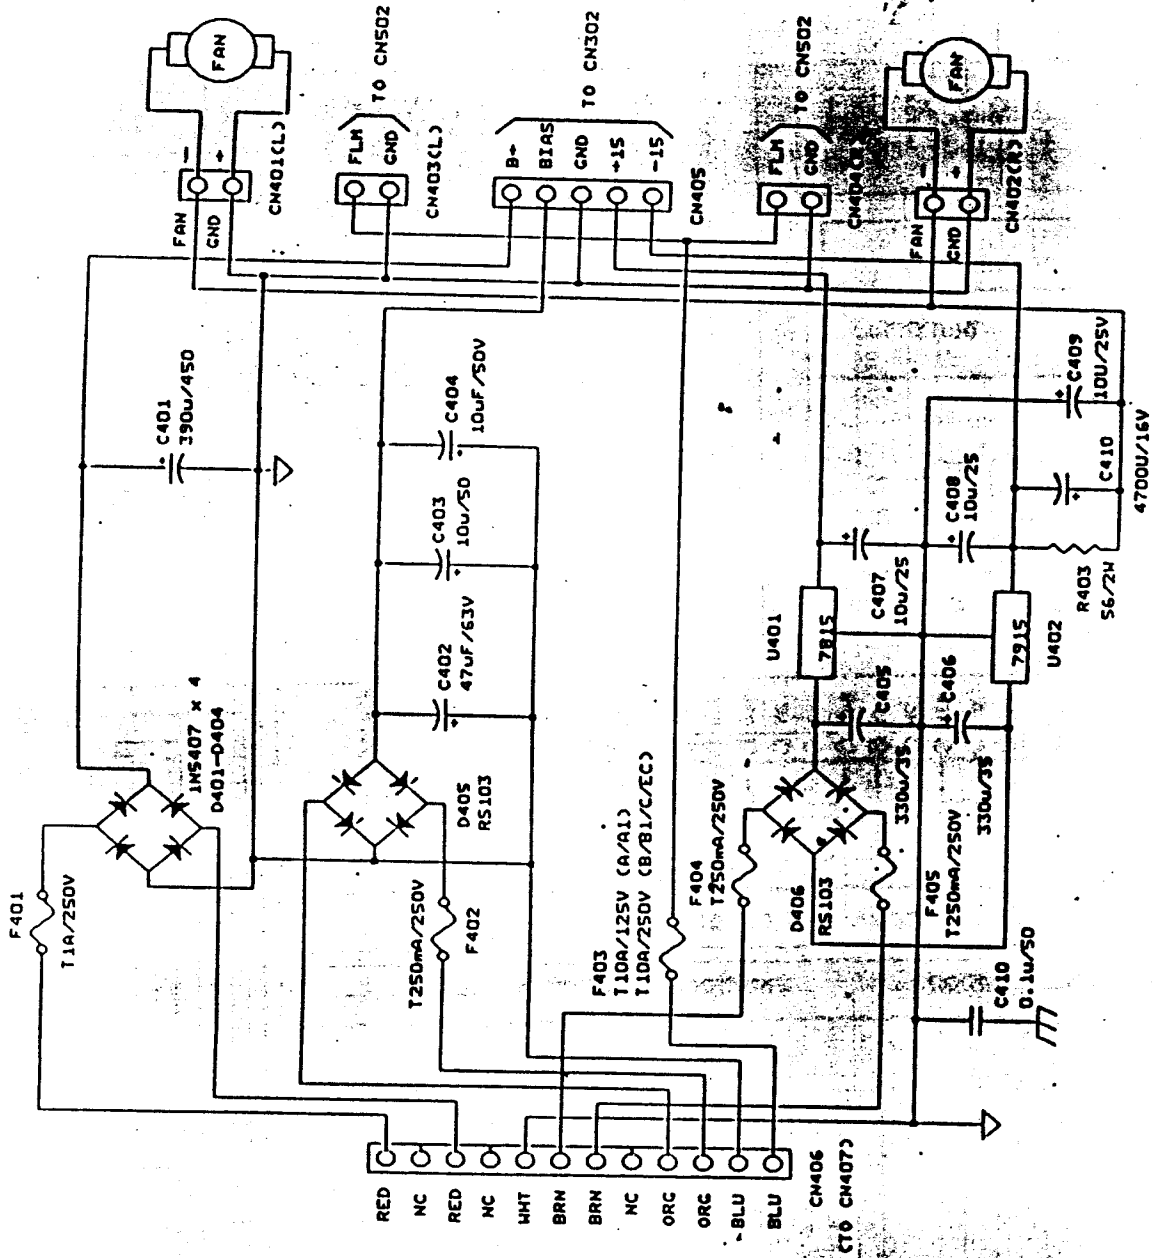 FAN
FAN
-
+
CN401(L)
FAN
GND
FLM
GND
CN403(L)
TO CN502
B+
BIAS
GND
+15
-15
CN405
TO CN302
FLM
GND
CN404(R)
TO CN502
-
+
CN402(R)
FAN
GND
C401
390u/450
1N5407 x 4
D401-D404
F401
T1A/250V
C404
10uF/50V
C403
10u/50
C402
47uF/63V
D405
RS103
T250mA/250V
F402
F403
T10A/125V (A/A1)
T10A/250V (B/B1/C/EC)
F404
T250mA/250V
D406
RS103
F405
T250mA/250V
U401
7815
C405
330u/35
C406
330u/35
C407
10u/25
C408
10u/25
7915
U402
R403
56/2W
C409
10U/25V
C410
4700U/16V
C410
0.1u/50
RED
NC
RED
NC
WHT
BRN
BRN
NC
ORG
ORG
BLU
BLU
CN406
(TO CN407)